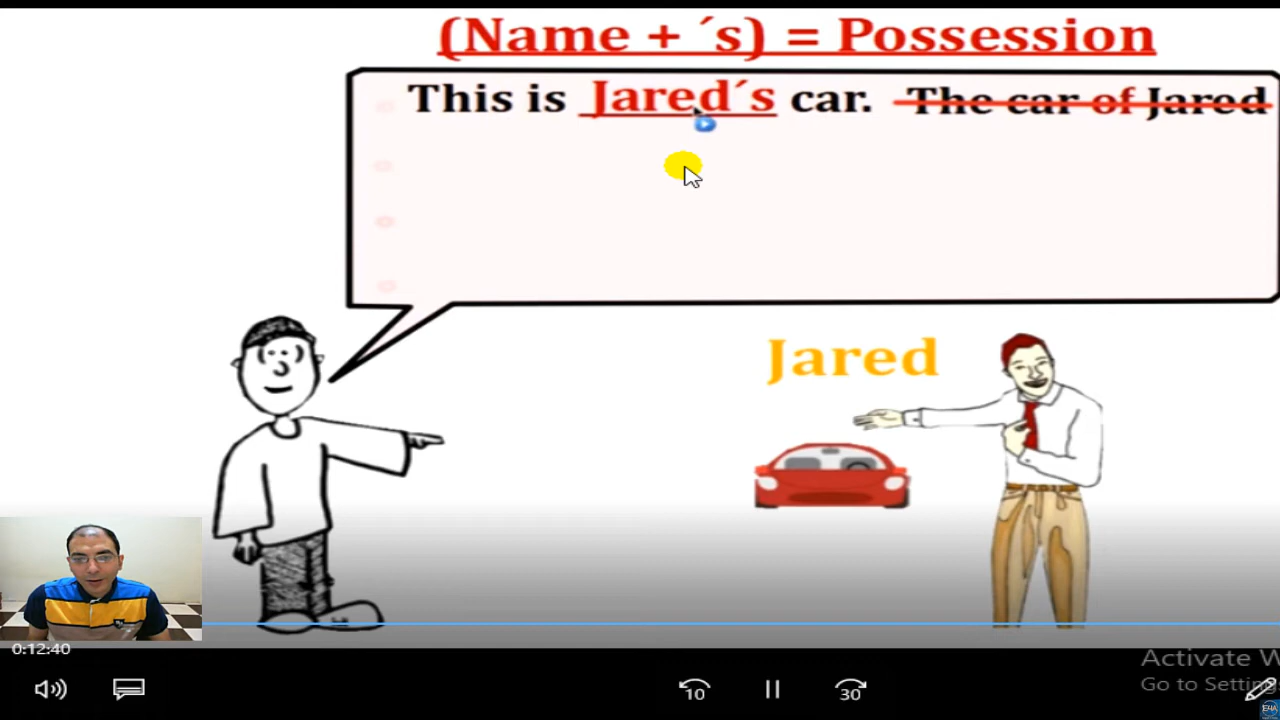 (Name + ´s) = Possession
This is Jared´s car. The car of Jared
Jared
0:12:40
Activate W
Go to Setting
10
30